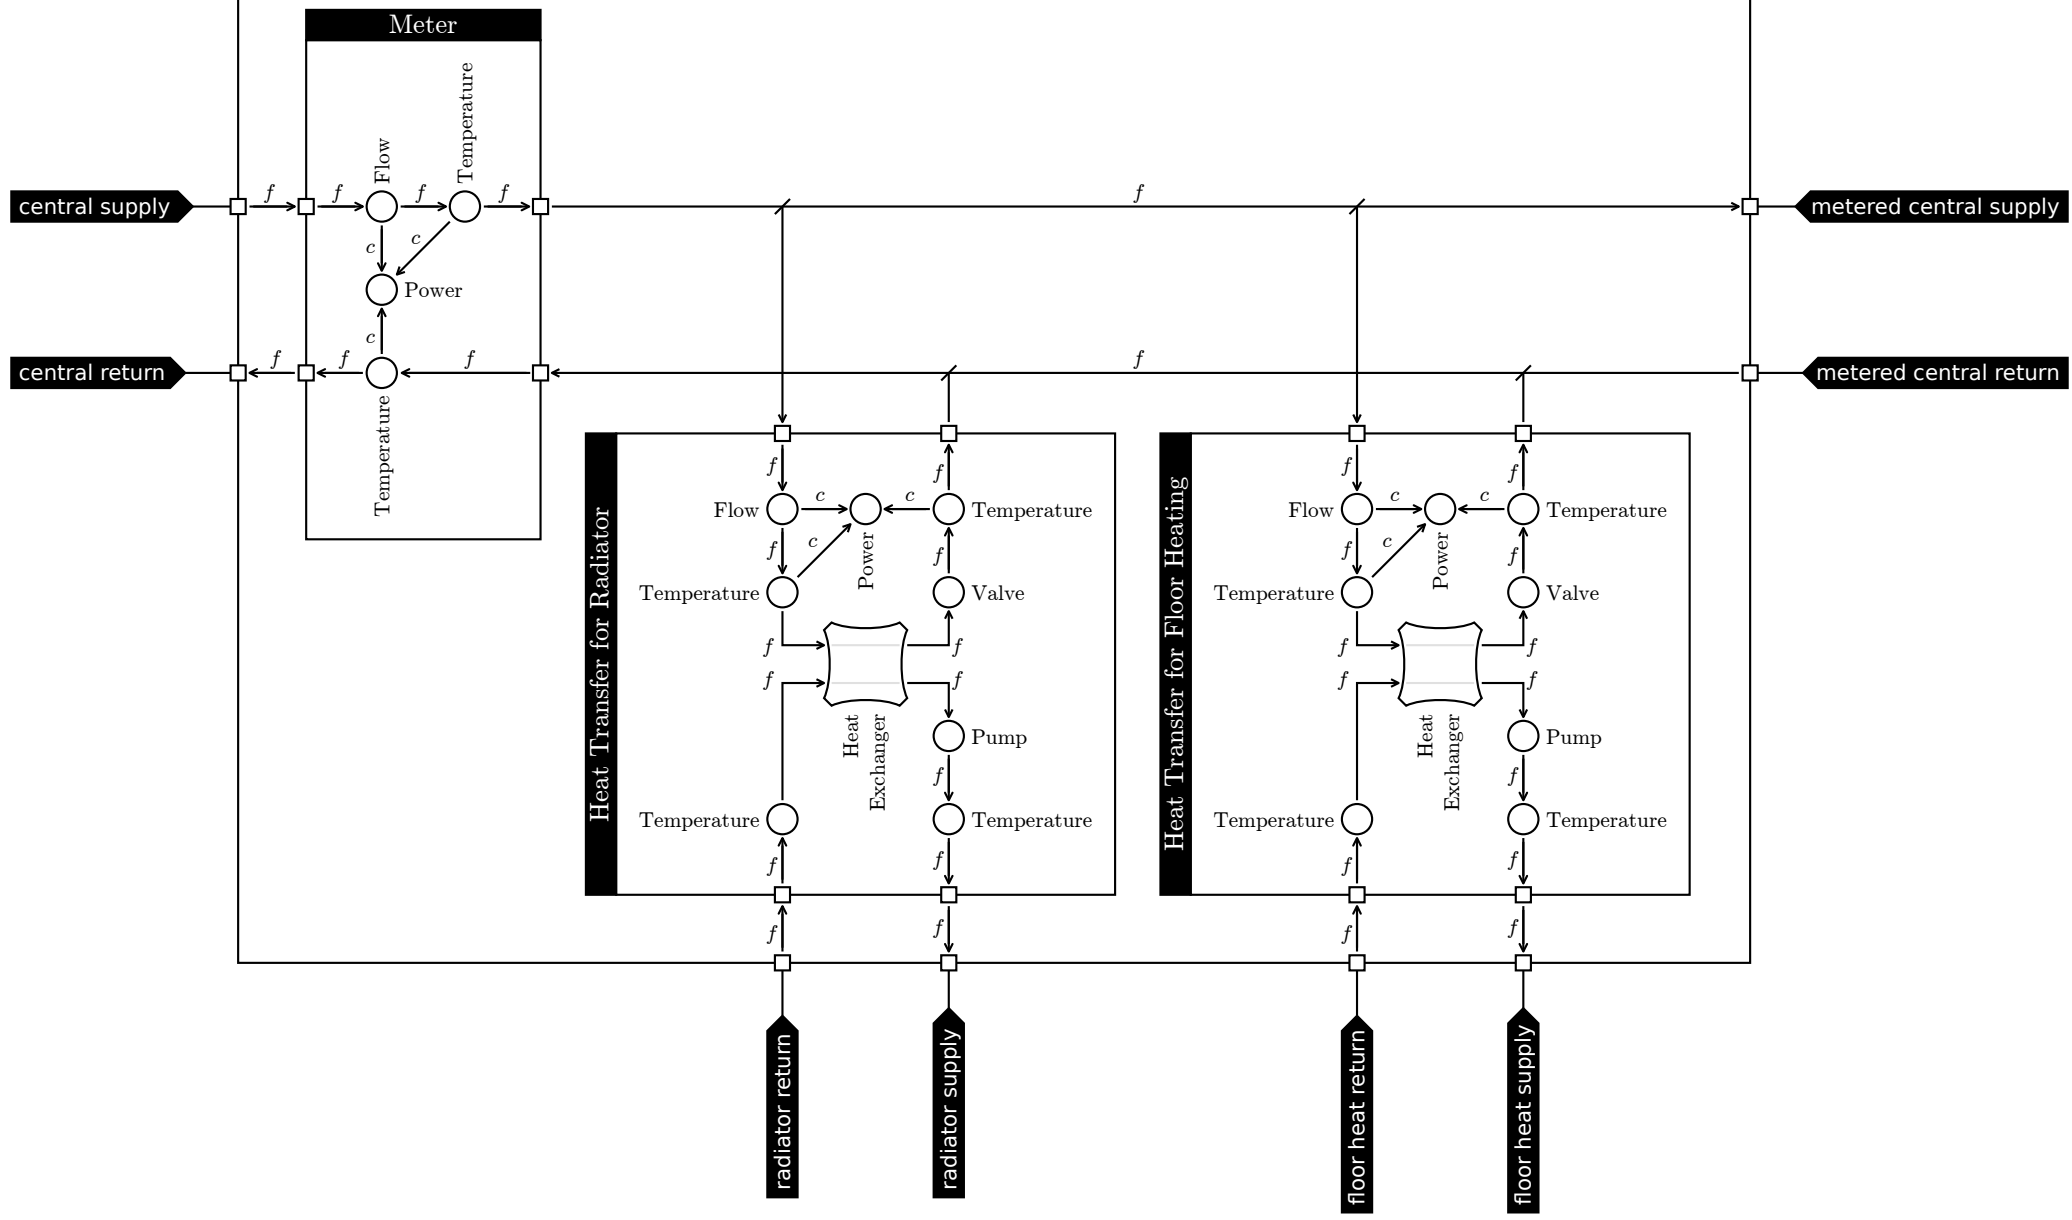 Meter
Temperature
Flow
central supply
f
f
f
f
f
metered central supply
c
c
Power
c
central return
f
f
f
f
metered central return
Temperature
Heat Transfer for Radiator
f
f
Flow
c
c
Temperature
f
c
f
Power
Temperature
Valve
f
f
f
f
Heat
Exchanger
Pump
f
Temperature
Temperature
f
f
f
f
Heat Transfer for Floor Heating
f
f
Flow
c
c
Temperature
f
c
f
Power
Temperature
Valve
f
f
f
f
Heat
Exchanger
Pump
f
Temperature
Temperature
f
f
f
f
radiator return
radiator supply
floor heat return
floor heat supply